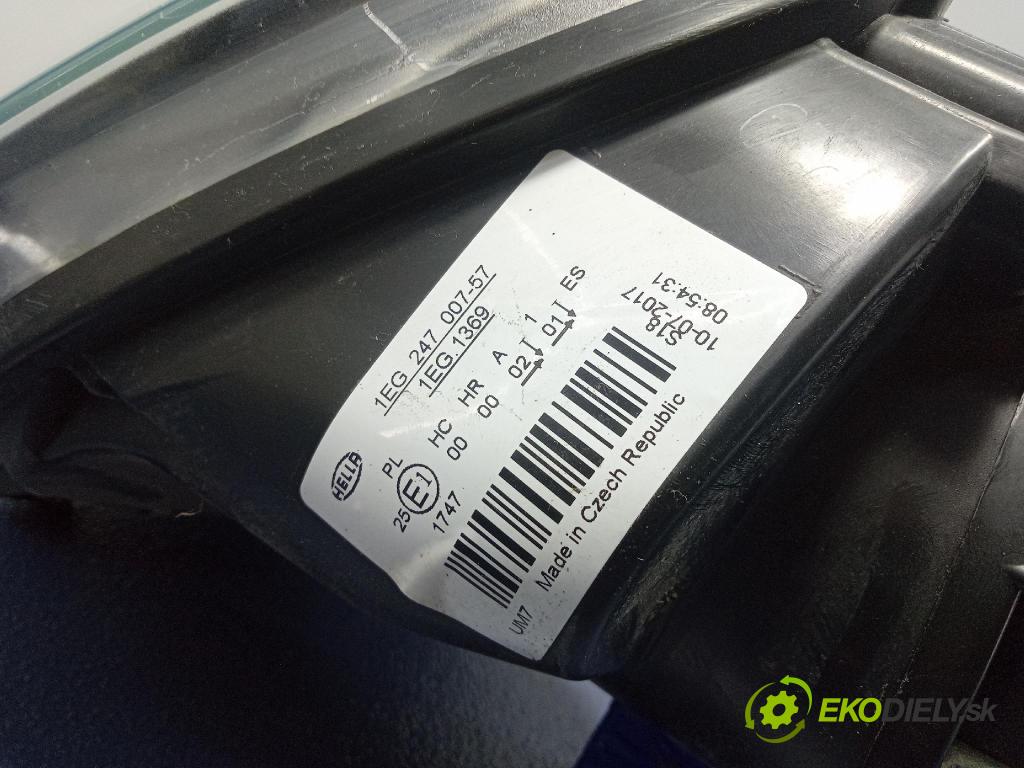 HELLA
1EG 247 007-57
1EG.1369
PL HC HR A 1 ES
25 E1 00 00 02 01
1747
S18
10-07-2017
08:54:31
UM7 Made in Czech Republic
EKODIELY.sk